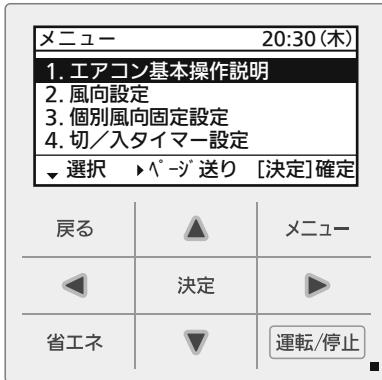 メニュー 20:30(木)
1. エアコン基本操作説明
2. 風向設定
3. 個別風向固定設定
4. 切／入タイマー設定
選択 ﾍﾟｰｼﾞ送り [決定]確定
戻る メニュー
決定
省エネ 運転/停止